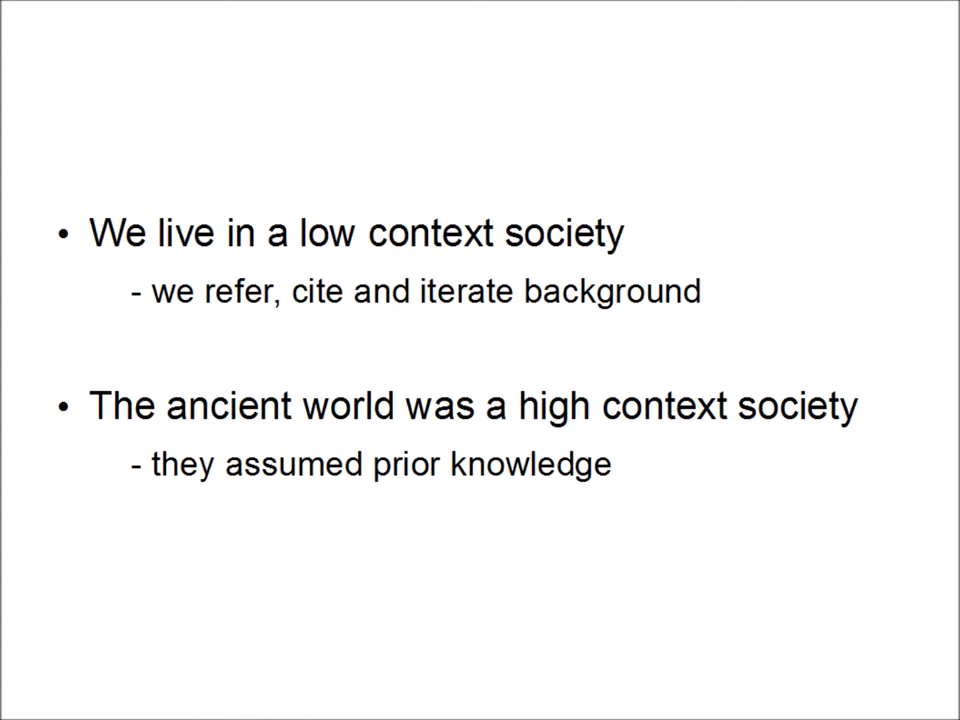 • We live in a low context society
- we refer, cite and iterate background
• The ancient world was a high context society
- they assumed prior knowledge